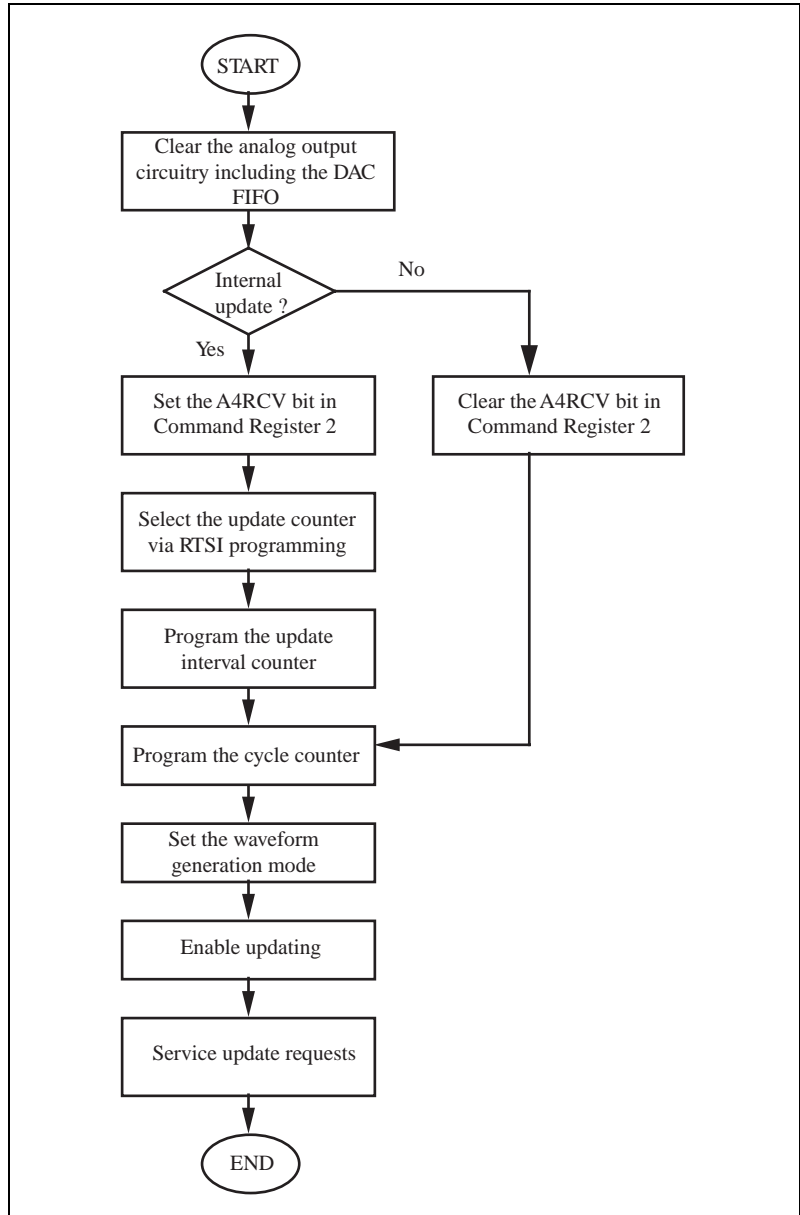 START
Clear the analog output
circuitry including the DAC
FIFO
Internal
update ?
No
Yes
Set the A4RCV bit in
Command Register 2
Clear the A4RCV bit in
Command Register 2
Select the update counter
via RTSI programming
Program the update
interval counter
Program the cycle counter
Set the waveform
generation mode
Enable updating
Service update requests
END